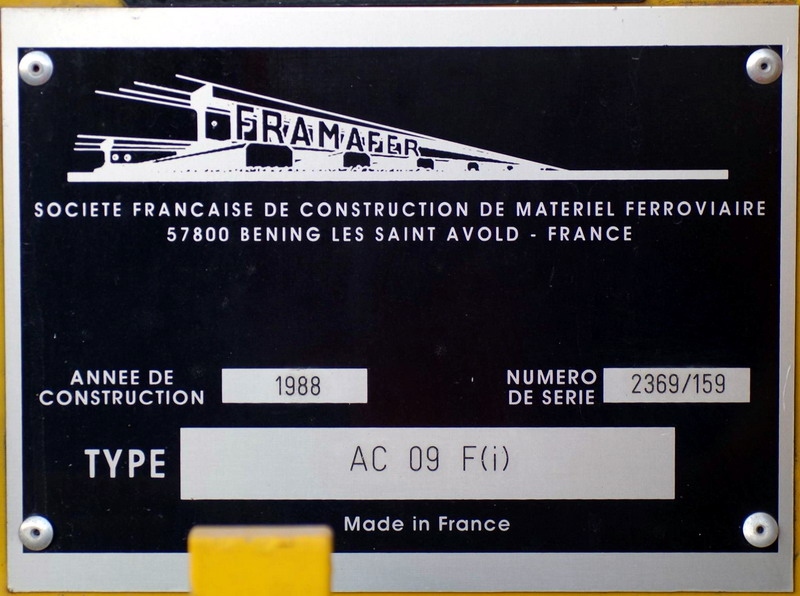 FRAMAFER
SOCIETE FRANCAISE DE CONSTRUCTION DE MATERIEL FERROVIAIRE
57800 BENING LES SAINT AVOLD - FRANCE
ANNEE DE
CONSTRUCTION
1988
NUMERO
DE SERIE
2369/159
TYPE
AC 09 F(i)
Made in France